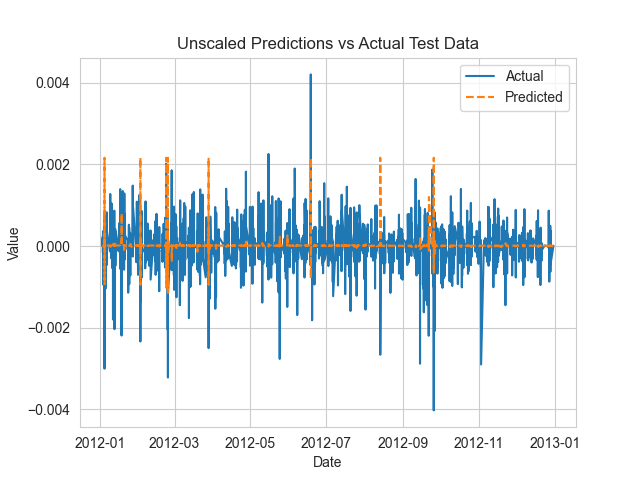 Unscaled Predictions vs Actual Test Data
Actual
Predicted
0.004
0.002
0.000
−0.002
−0.004
Value
2012-01
2012-03
2012-05
2012-07
2012-09
2012-11
2013-01
Date